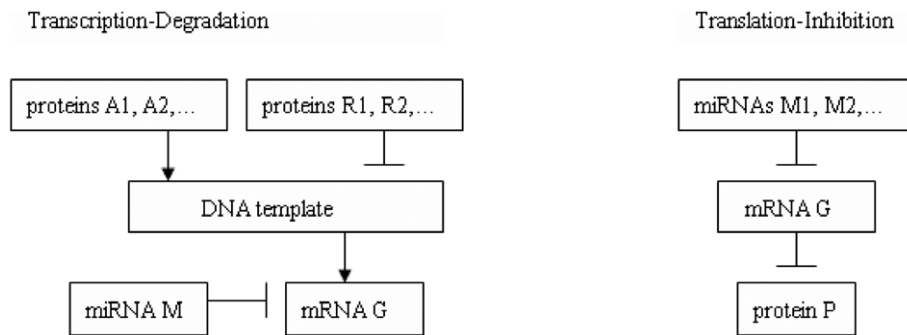 Transcription-Degradation
Translation-Inhibition
proteins A1, A2,...
proteins R1, R2,...
miRNAs M1, M2,...
DNA template
mRNA G
miRNA M
mRNA G
protein P